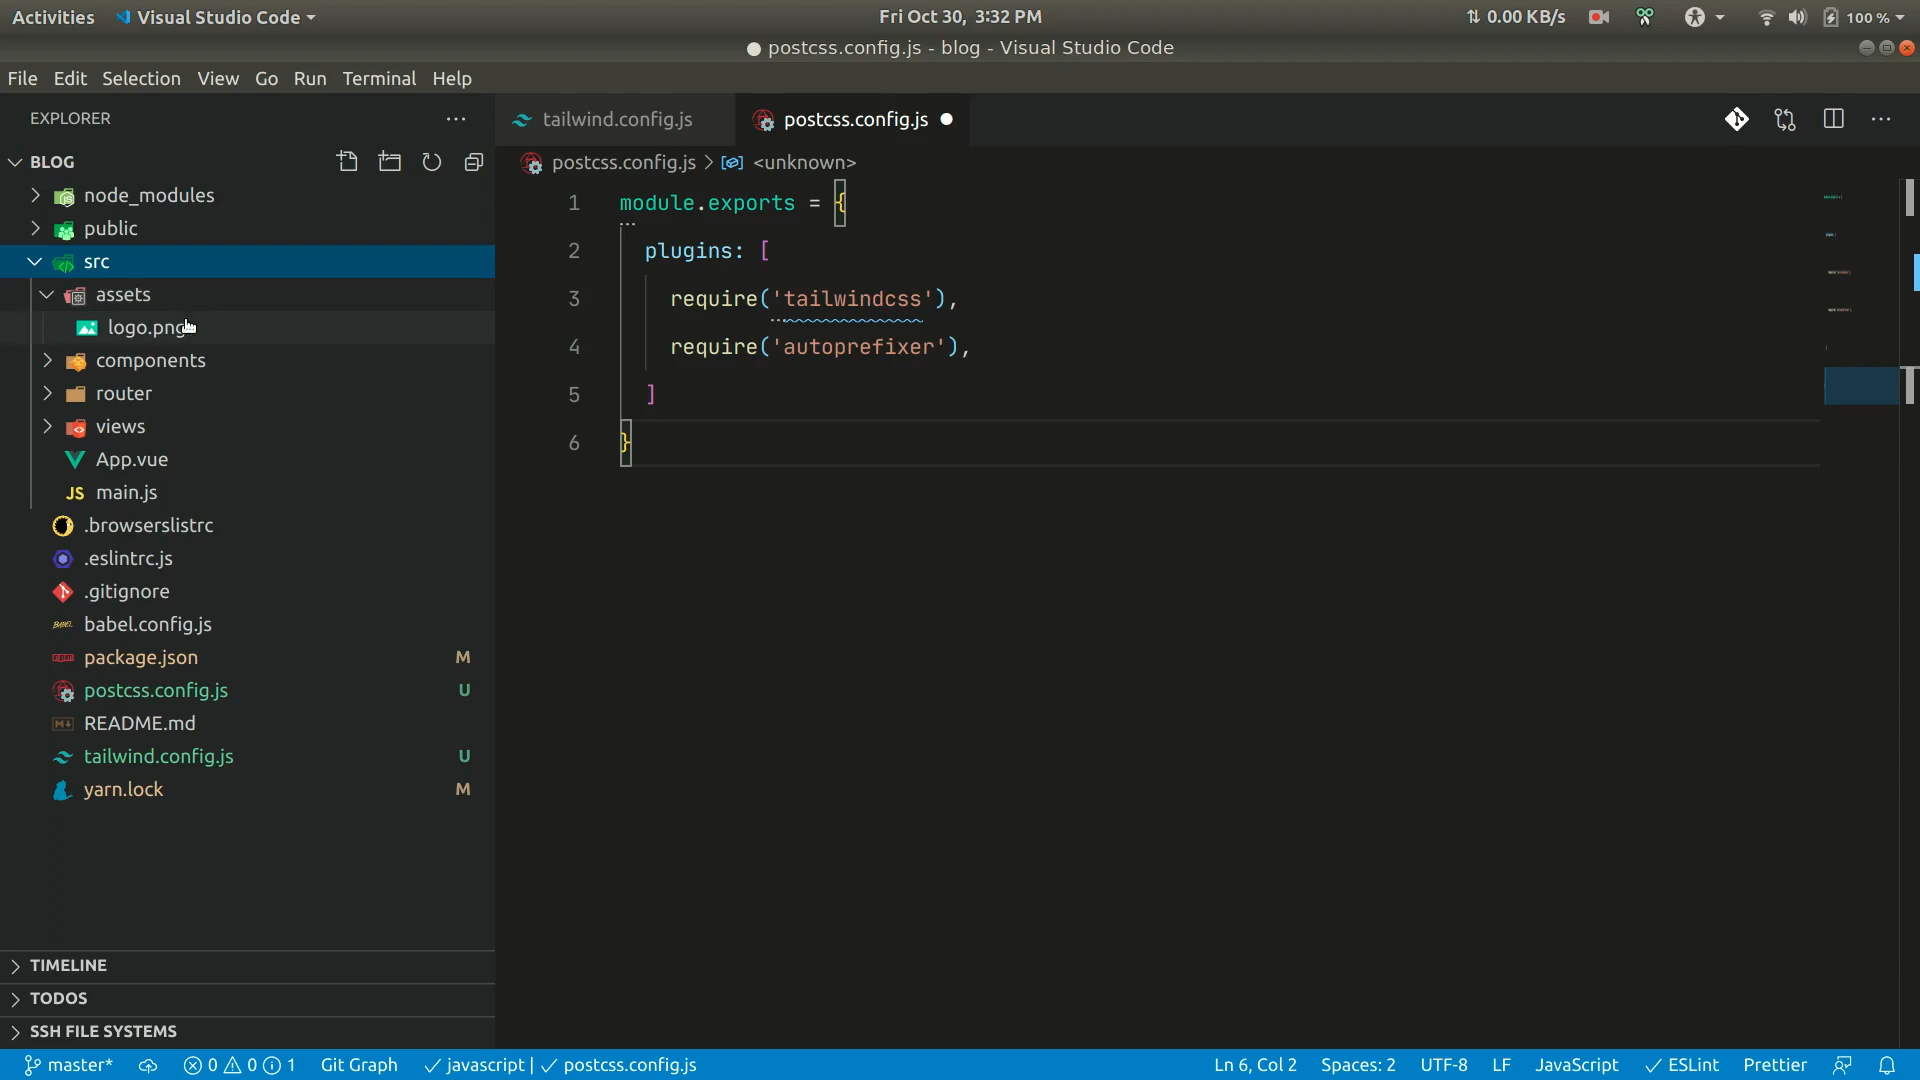 Activities Visual Studio Code Fri Oct 30, 3:32 PM 0.00 KB/s 100 %
● postcss.config.js - blog - Visual Studio Code
File Edit Selection View Go Run Terminal Help
EXPLORER
BLOG
node_modules
public
src
assets
logo.png
components
router
views
App.vue
JS main.js
.browserslistrc
.eslintrc.js
.gitignore
BABEL babel.config.js
npm package.json M
postcss.config.js U
M↓ README.md
tailwind.config.js U
yarn.lock M
TIMELINE
TODOS
SSH FILE SYSTEMS
tailwind.config.js postcss.config.js ●
postcss.config.js > <unknown>
1 module.exports = {
2 plugins: [
3 require('tailwindcss'),
4 require('autoprefixer'),
5 ]
6 }
master* 0 0 1 Git Graph ✓ javascript | ✓ postcss.config.js Ln 6, Col 2 Spaces: 2 UTF-8 LF JavaScript ✓ ESLint Prettier